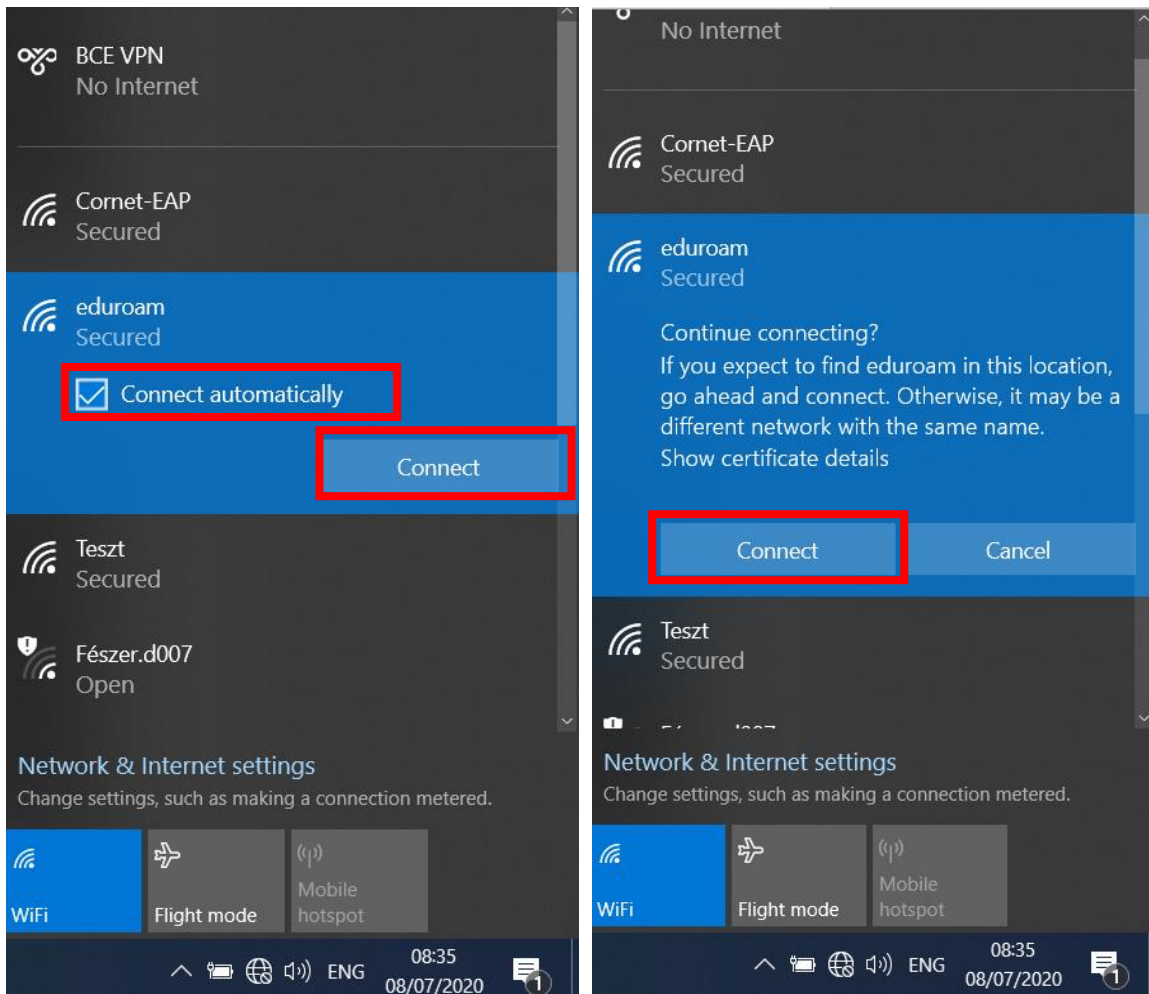 BCE VPN
No Internet
Cornet-EAP
Secured
eduroam
Secured
Connect automatically
Connect
Teszt
Secured
Fészer.d007
Open
Network & Internet settings
Change settings, such as making a connection metered.
WiFi
Flight mode
Mobile
hotspot
ENG
08:35
08/07/2020
1
No Internet
Cornet-EAP
Secured
eduroam
Secured
Continue connecting?
If you expect to find eduroam in this location,
go ahead and connect. Otherwise, it may be a
different network with the same name.
Show certificate details
Connect
Cancel
Teszt
Secured
Network & Internet settings
Change settings, such as making a connection metered.
WiFi
Flight mode
Mobile
hotspot
ENG
08:35
08/07/2020
1